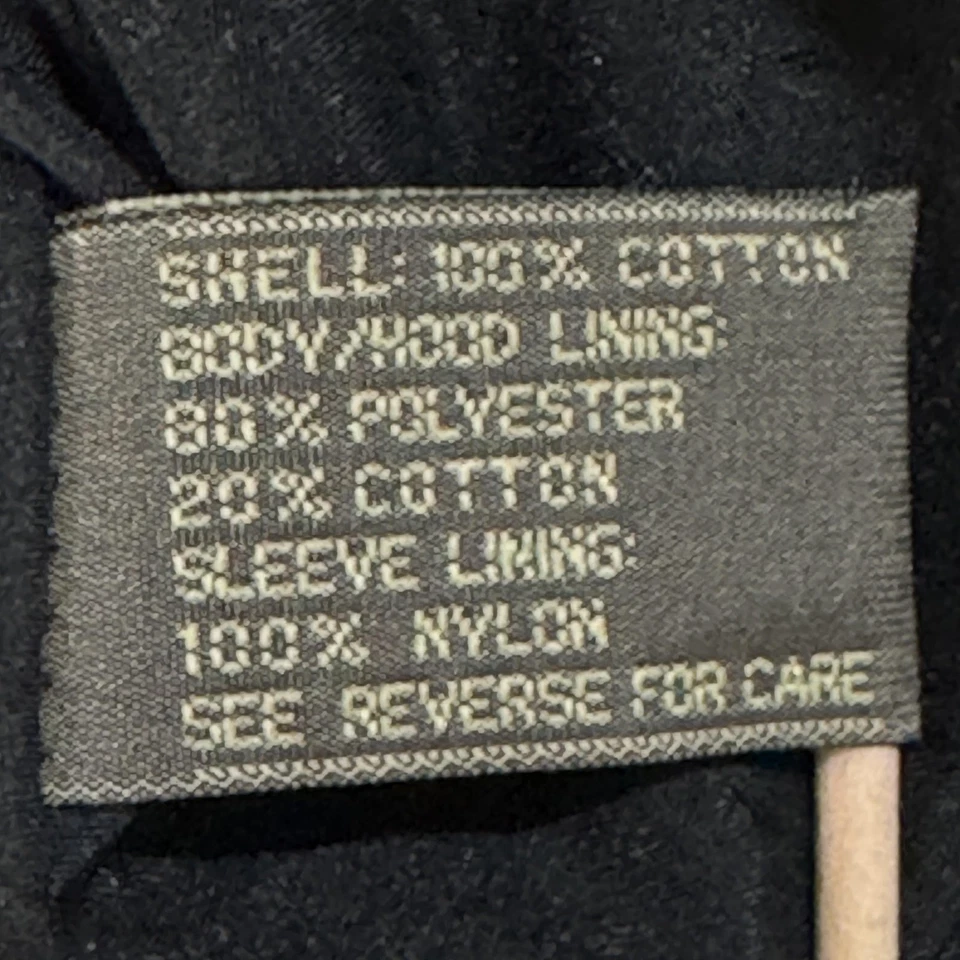 SHELL: 100% COTTON
BODY/HOOD LINING:
80% POLYESTER
20% COTTON
SLEEVE LINING:
100% NYLON
SEE REVERSE FOR CARE